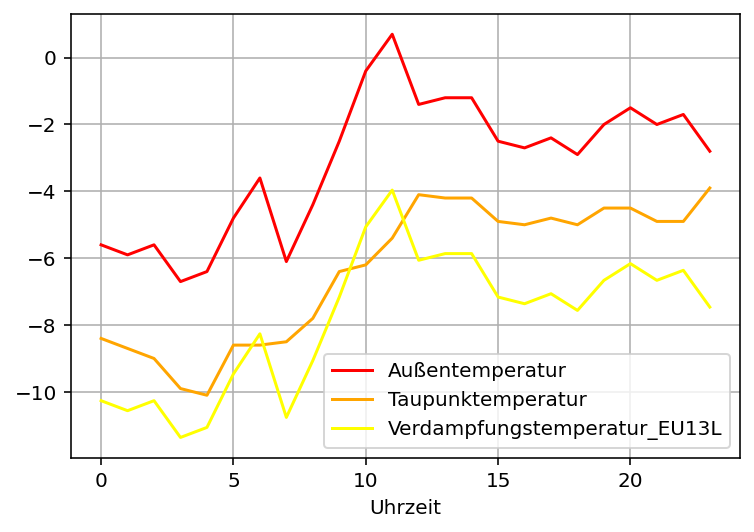 0
−2
−4
−6
−8
−10
Außentemperatur
Taupunktemperatur
Verdampfungstemperatur_EU13L
0 5 10 15 20
Uhrzeit